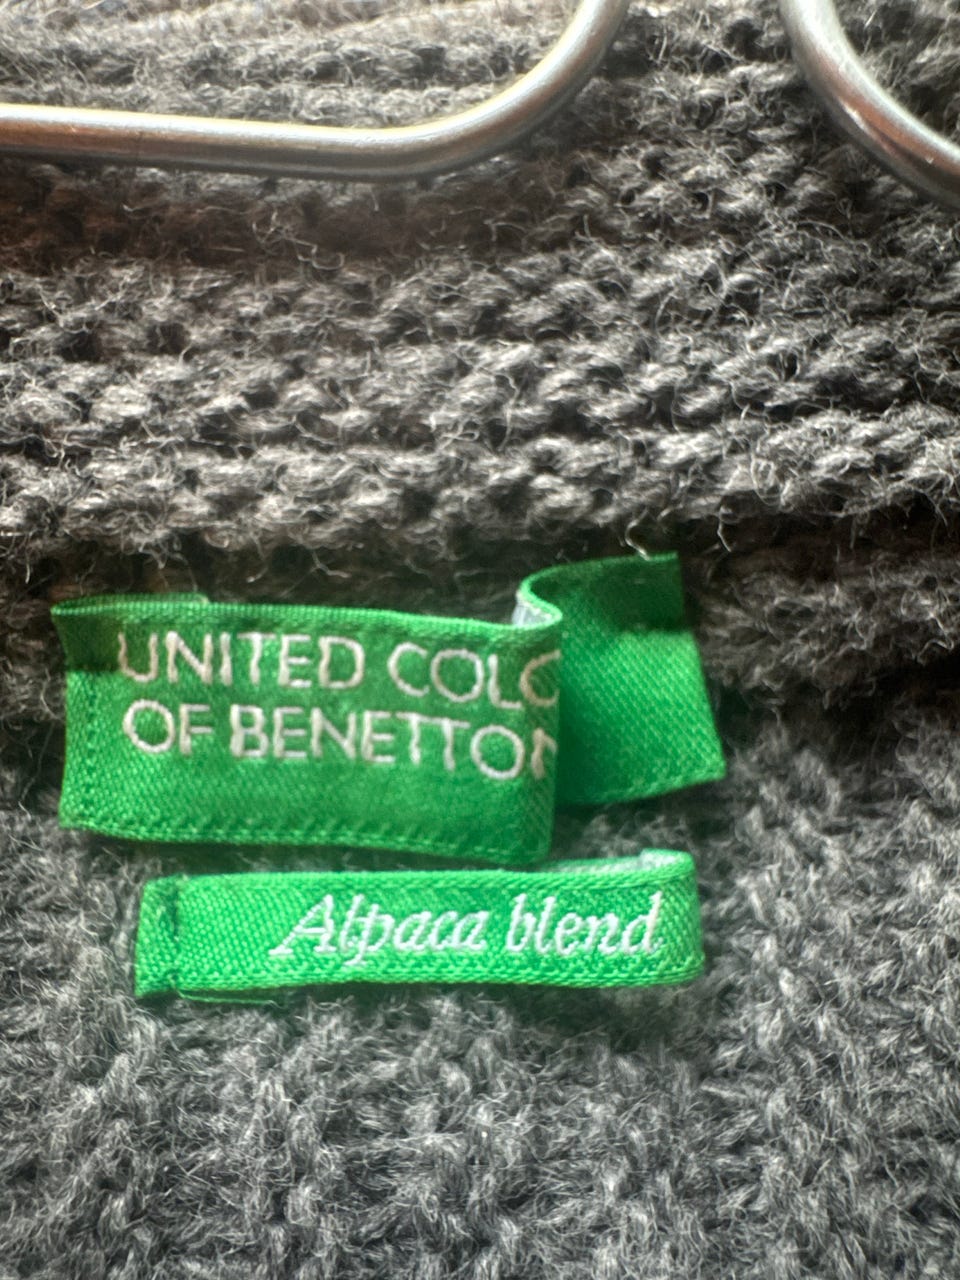 UNITED COLO
OF BENETTON
Alpaca blend